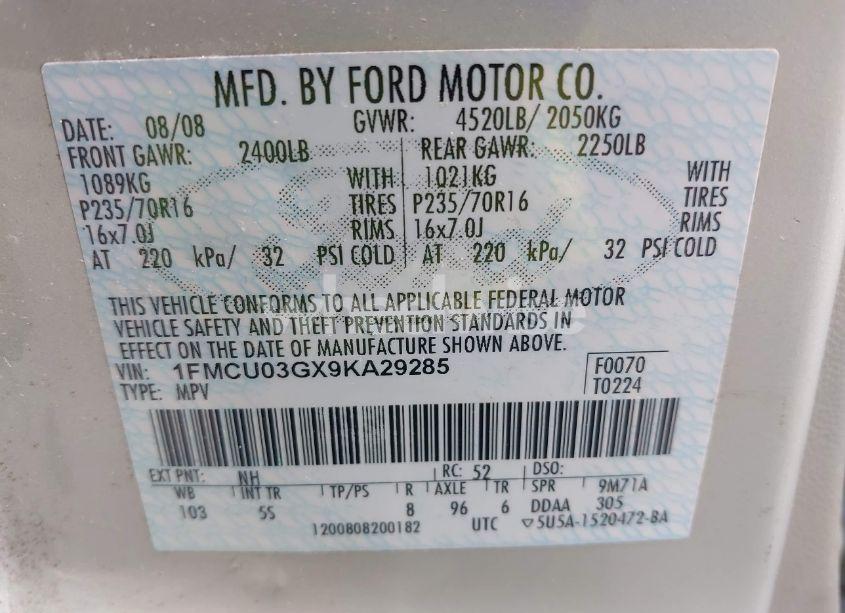 MFD. BY FORD MOTOR CO.
DATE: 08/08 GVWR: 4520LB/ 2050KG
FRONT GAWR: 2400LB REAR GAWR: 2250LB
1089KG WITH 1021KG WITH
P235/70R16 TIRES P235/70R16 TIRES
16x7.0J RIMS 16x7.0J RIMS
AT 220 kPa/ 32 PSI COLD AT 220 kPa/ 32 PSI COLD
THIS VEHICLE CONFORMS TO ALL APPLICABLE FEDERAL MOTOR
VEHICLE SAFETY AND THEFT PREVENTION STANDARDS IN
EFFECT ON THE DATE OF MANUFACTURE SHOWN ABOVE.
VIN: 1FMCU03GX9KA29285 F0070
TYPE: MPV T0224
EXT PNT: NH RC: 52 DSO:
WB INT TR TP/PS R AXLE TR SPR 9M71A
103 5S 8 96 6 DDAA 305
1200808200182 UTC ▽5U5A-1520472-BA